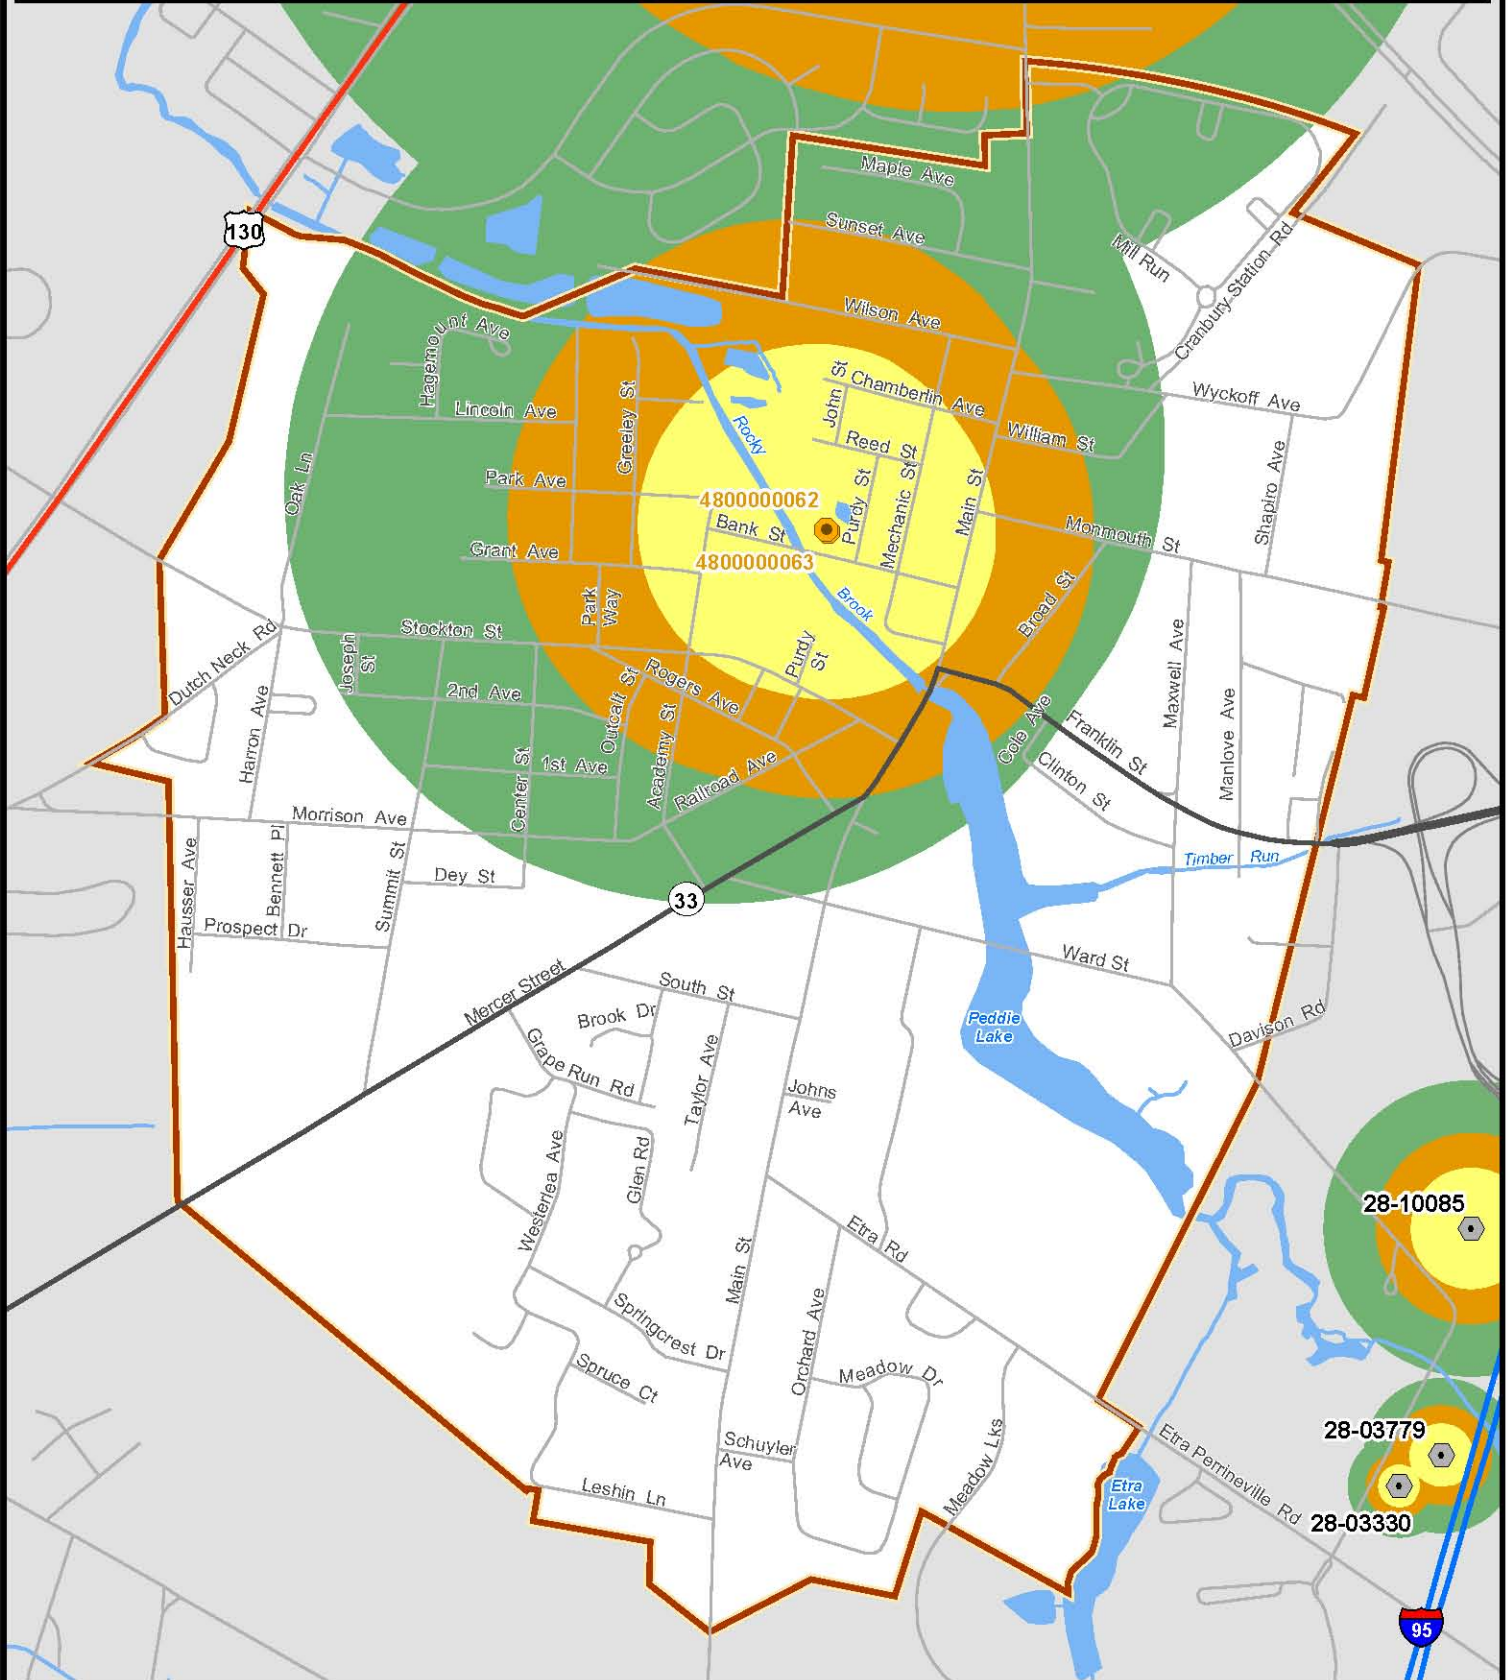 Maple Ave
Sunset Ave
130
Mill Run
Cranbury Station Rd
Wilson Ave
Hagemount Ave
Lincoln Ave
Greeley St
John St
Chamberlin Ave
Wyckoff Ave
William St
Reed St
Rocky
Oak Ln
Park Ave
Purdy St
Mechanic St
Main St
Shapiro Ave
4800000062
Bank St
Monmouth St
Grant Ave
4800000063
Park
Way
Brook
Broad St
Stockton St
Joseph
St
Purdy
St
Dutch Neck Rd
Maxwell Ave
Rogers Ave
2nd Ave
Outcalt St
Harron Ave
Manlove Ave
Academy St
Cole Ave
Franklin St
1st Ave
Center St
Railroad Ave
Clinton St
Morrison Ave
Hausser Ave
Bennett Pl
Summit St
Dey St
Timber Run
33
Prospect Dr
Ward St
Mercer Street
South St
Brook Dr
Peddie
Lake
Davison Rd
Grape Run Rd
Taylor Ave
Johns
Ave
Westerlea Ave
Glen Rd
28-10085
Etra Rd
Main St
Springcrest Dr
Orchard Ave
Spruce Ct
Meadow Dr
28-03779
Schuyler
Ave
Meadow Lks
Etra Perrineville Rd
Leshin Ln
Etra
Lake
28-03330
95